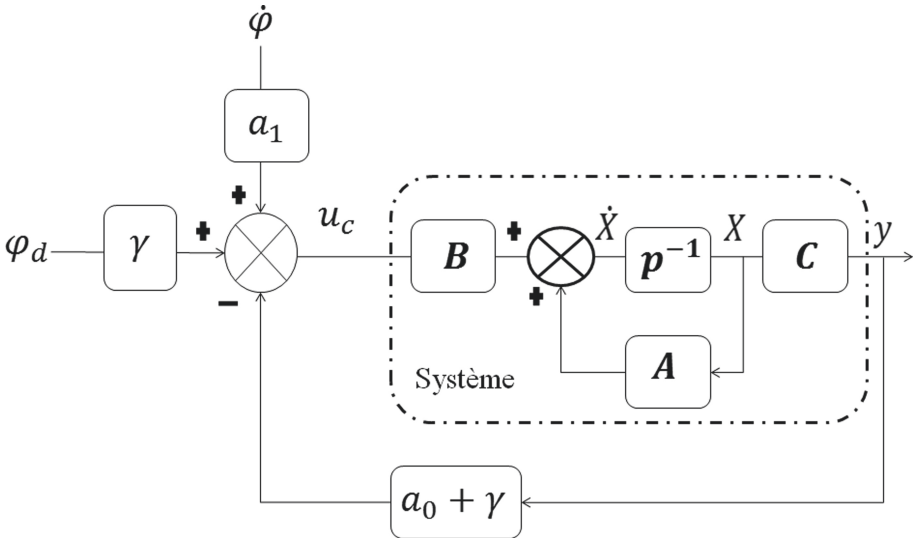 φ̇
a₁
+
φ_d
γ
+
−
u_c
B
+
+
Ẋ
p⁻¹
X
C
y
A
Système
a₀ + γ